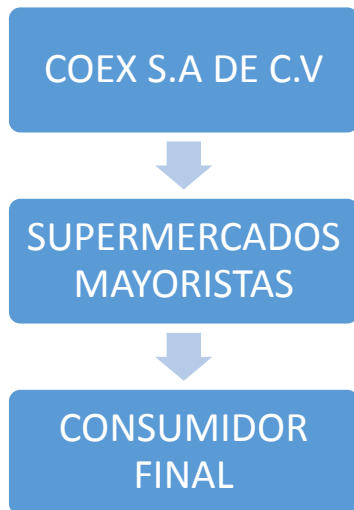 COEX S.A DE C.V
SUPERMERCADOS
MAYORISTAS
CONSUMIDOR
FINAL